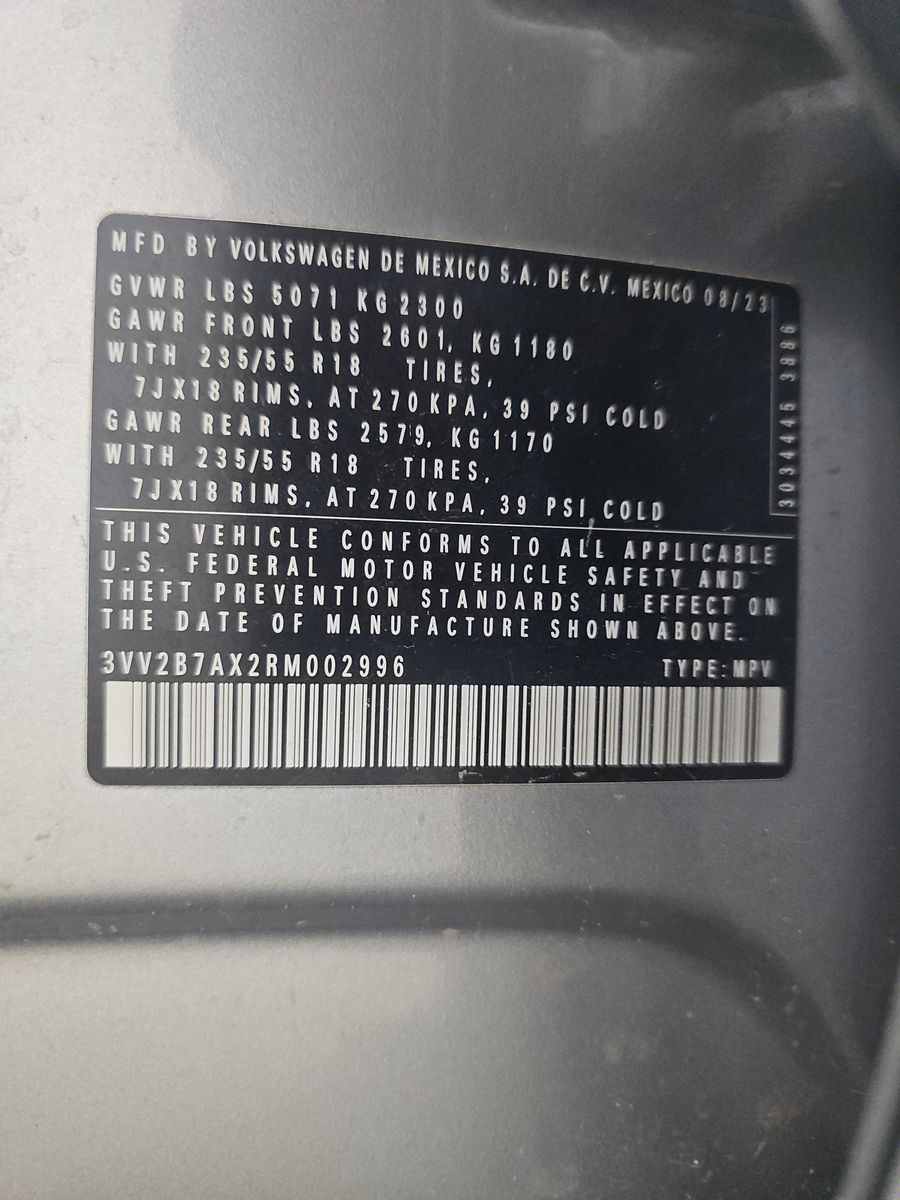 MFD BY VOLKSWAGEN DE MEXICO S.A. DE C.V. MEXICO 08/23
GVWR LBS 5071 KG 2300
GAWR FRONT LBS 2601, KG 1180
WITH 235/55 R18 TIRES,
7JX18 RIMS, AT 270 KPA, 39 PSI COLD
GAWR REAR LBS 2579, KG 1170
WITH 235/55 R18 TIRES,
7JX18 RIMS, AT 270 KPA, 39 PSI COLD
3034445 3886
THIS VEHICLE CONFORMS TO ALL APPLICABLE
U.S. FEDERAL MOTOR VEHICLE SAFETY AND
THEFT PREVENTION STANDARDS IN EFFECT ON
THE DATE OF MANUFACTURE SHOWN ABOVE.
3VV2B7AX2RM002996 TYPE: MPV